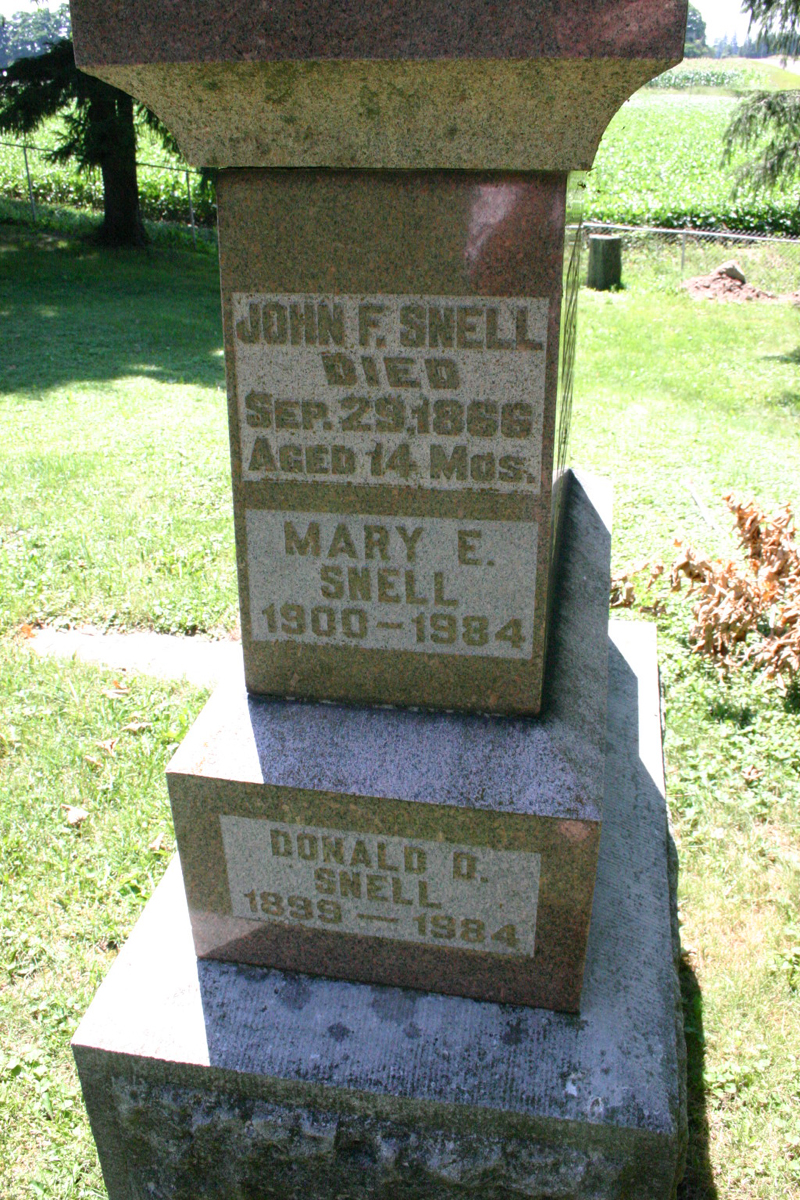 JOHN F. SNELL
DIED
SEP. 29, 1866
AGED 14 MOS.
MARY E.
SNELL
1900-1984
DONALD O.
SNELL
1899-1984